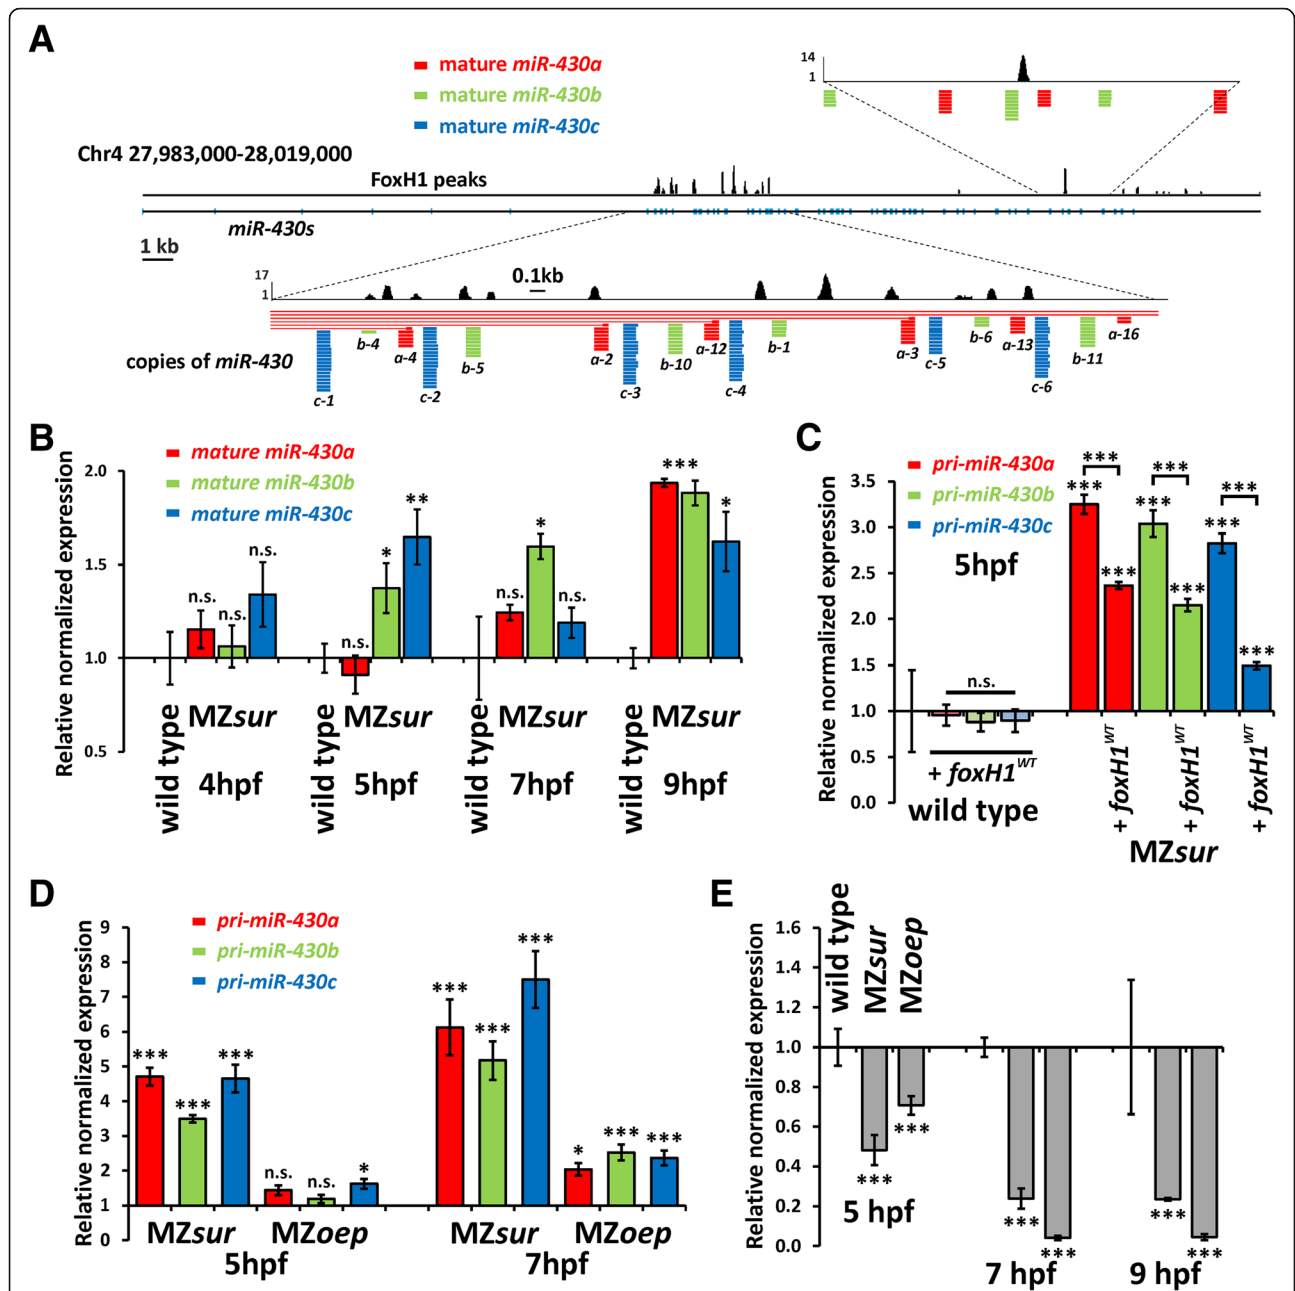 A
mature miR-430a
mature miR-430b
mature miR-430c
14
1
Chr4 27,983,000-28,019,000
FoxH1 peaks
miR-430s
1 kb
17
1
0.1kb
copies of miR-430
c-1
b-4
a-4
c-2
b-5
a-2
c-3
b-10
a-12
c-4
b-1
a-3
c-5
b-6
a-13
c-6
b-11
a-16
B
mature miR-430a
mature miR-430b
mature miR-430c
Relative normalized expression
2.0
1.5
1.0
0.5
n.s.
n.s.
n.s.
n.s.
*
**
n.s.
*
n.s.
***
*
wild type
MZsur
4hpf
wild type
MZsur
5hpf
wild type
MZsur
7hpf
wild type
MZsur
9hpf
C
pri-miR-430a
pri-miR-430b
pri-miR-430c
5hpf
Relative normalized expression
3.5
3.0
2.5
2.0
1.5
1.0
0.5
0.0
n.s.
+ foxH1WT
wild type
***
***
***
***
***
***
***
***
***
+ foxH1WT
+ foxH1WT
+ foxH1WT
MZsur
D
pri-miR-430a
pri-miR-430b
pri-miR-430c
Relative normalized expression
9
8
7
6
5
4
3
2
1
0
***
***
***
n.s.
n.s.
*
***
***
***
*
***
***
MZsur
MZoep
5hpf
MZsur
MZoep
7hpf
E
Relative normalized expression
1.6
1.4
1.2
1.0
0.8
0.6
0.4
0.2
0.0
wild type
MZsur
MZoep
***
***
5 hpf
***
***
7 hpf
***
***
9 hpf